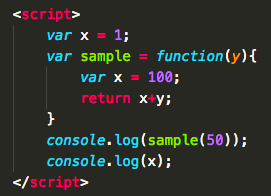 <script>
    var x = 1;
    var sample = function(y){
        var x = 100;
        return x+y;
    }
    console.log(sample(50));
    console.log(x);
</script>